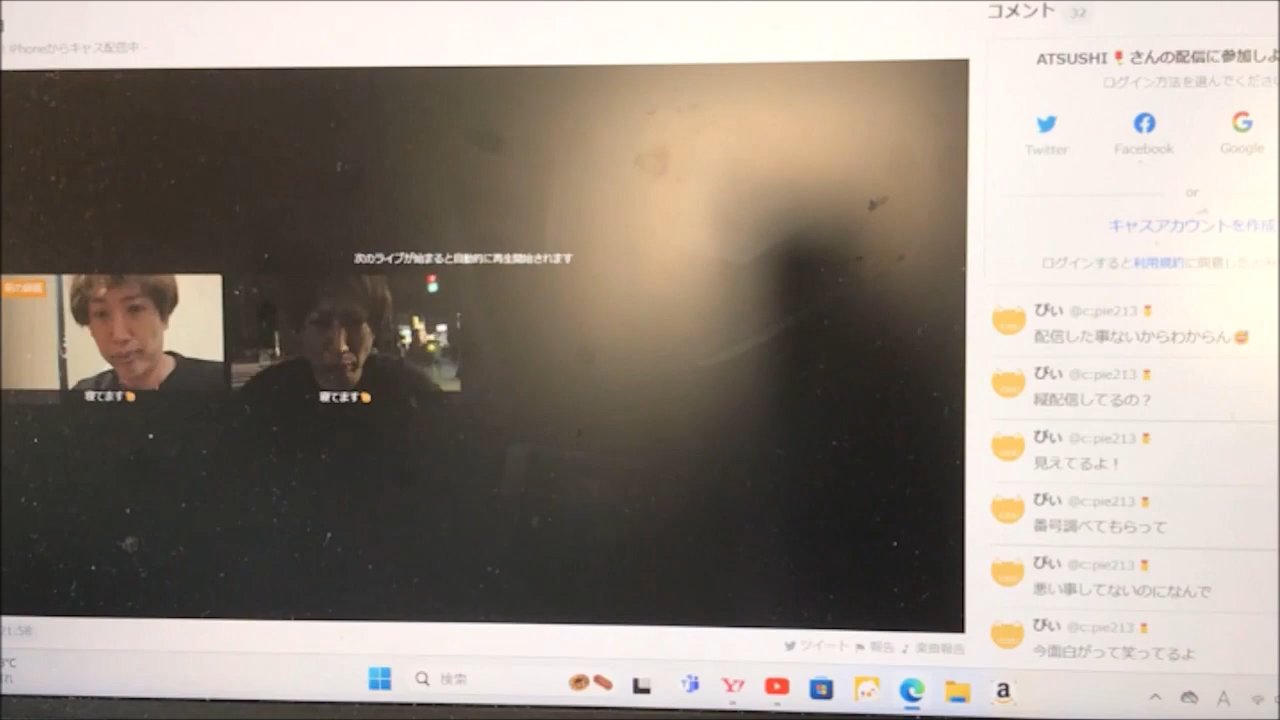 コメント 32
iPhoneからキャス配信中
ATSUSHI🌹さんの配信に参加しよ
ログイン方法を選んでくださ
Twitter
Facebook
Google
or
キャスアカウントを作成
ログインすると利用規約に同意したとみ
次のライブが始まると自動的に再生開始されます
寝てます
寝てます
ぴい @c:pie213
配信した事ないからわからん
ぴい @c:pie213
縦配信してるの？
ぴい @c:pie213
見えてるよ！
ぴい @c:pie213
番号調べてもらって
ぴい @c:pie213
悪い事してないのになんで
ぴい @c:pie213
今面白がって笑ってるよ
21:58
ツイート 報告 楽曲報告
検索
A